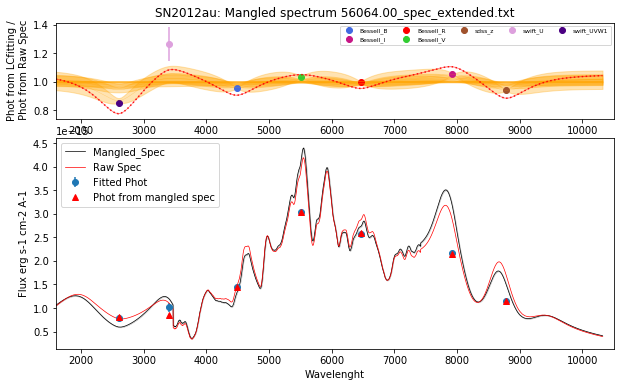 SN2012au: Mangled spectrum 56064.00_spec_extended.txt
Phot from LCfitting /
Phot from Raw Spec
1.4
1.2
1.0
0.8
Bessell_B
Bessell_I
Bessell_R
Bessell_V
sdss_z
swift_U
swift_UVW1
2000
3000
4000
5000
6000
7000
8000
9000
10000
Flux erg s-1 cm-2 A-1
4.5
4.0
3.5
3.0
2.5
2.0
1.5
1.0
0.5
Mangled_Spec
Raw Spec
Fitted Phot
Phot from mangled spec
2000
3000
4000
5000
6000
7000
8000
9000
10000
Wavelenght